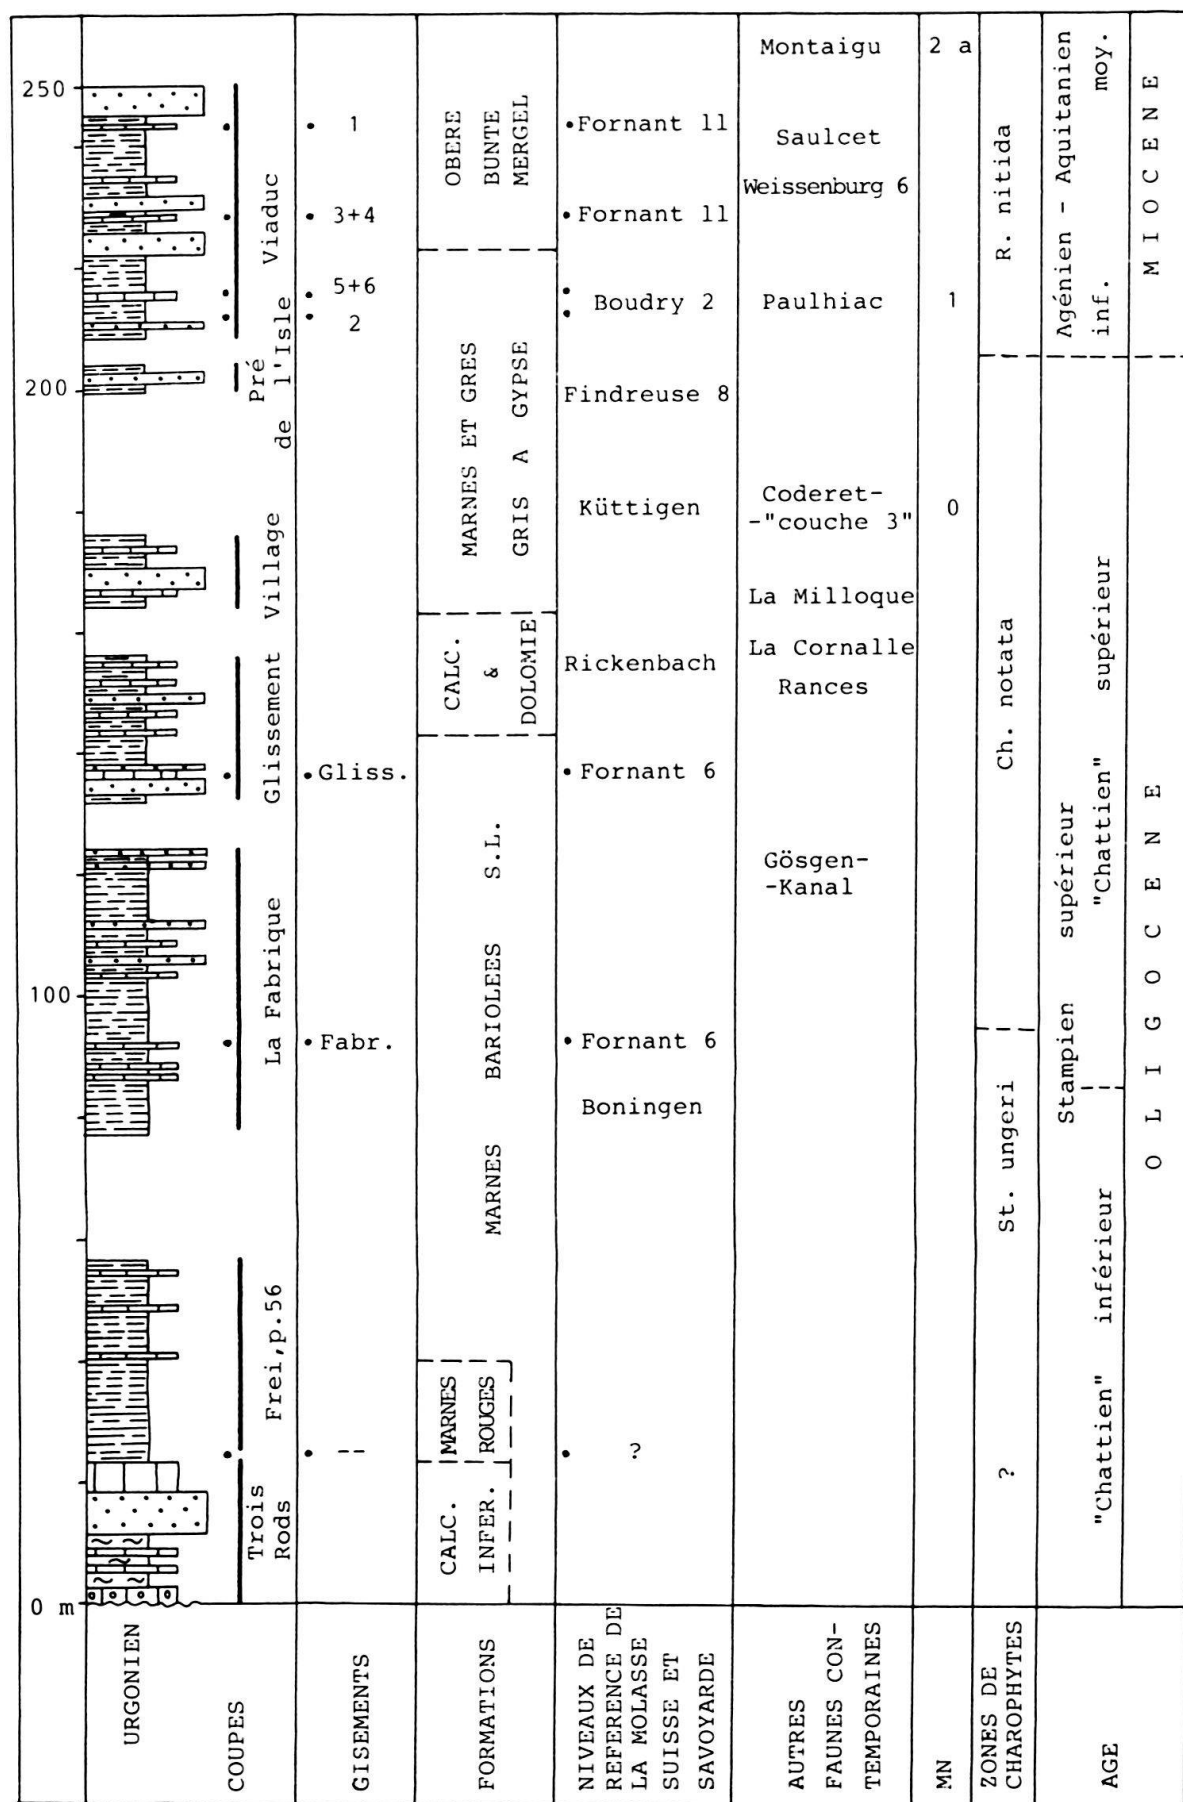 250
200
100
0 m
URGONIEN
COUPES
Viaduc
Pré
de l'Isle
Village
Glissement
La Fabrique
Frei, p.56
Trois
Rods
GISEMENTS
1
3+4
5+6
2
Gliss.
Fabr.
--
FORMATIONS
OBERE
BUNTE
MERGEL
MARNES ET GRES
GRIS A GYPSE
CALC.
&
DOLOMIE
MARNES BARIOLEES S.L.
MARNES
ROUGES
CALC.
INFER.
NIVEAUX DE
REFERENCE DE
LA MOLASSE
SUISSE ET
SAVOYARDE
Fornant 11
Fornant 11
Boudry 2
Findreuse 8
Küttigen
Rickenbach
Fornant 6
Fornant 6
Boningen
?
AUTRES
FAUNES CON-
TEMPORAINES
Montaigu
Saulcet
Weissenburg 6
Paulhiac
Coderet-
-"couche 3"
La Milloque
La Cornalle
Rances
Gösgen-
-Kanal
MN
2 a
1
0
ZONES DE
CHAROPHYTES
R. nitida
Ch. notata
St. ungeri
?
AGE
Agénien - Aquitanien
inf. moy.
Stampien supérieur
"Chattien" supérieur
"Chattien" inférieur
MIOCENE
OLIGOCENE